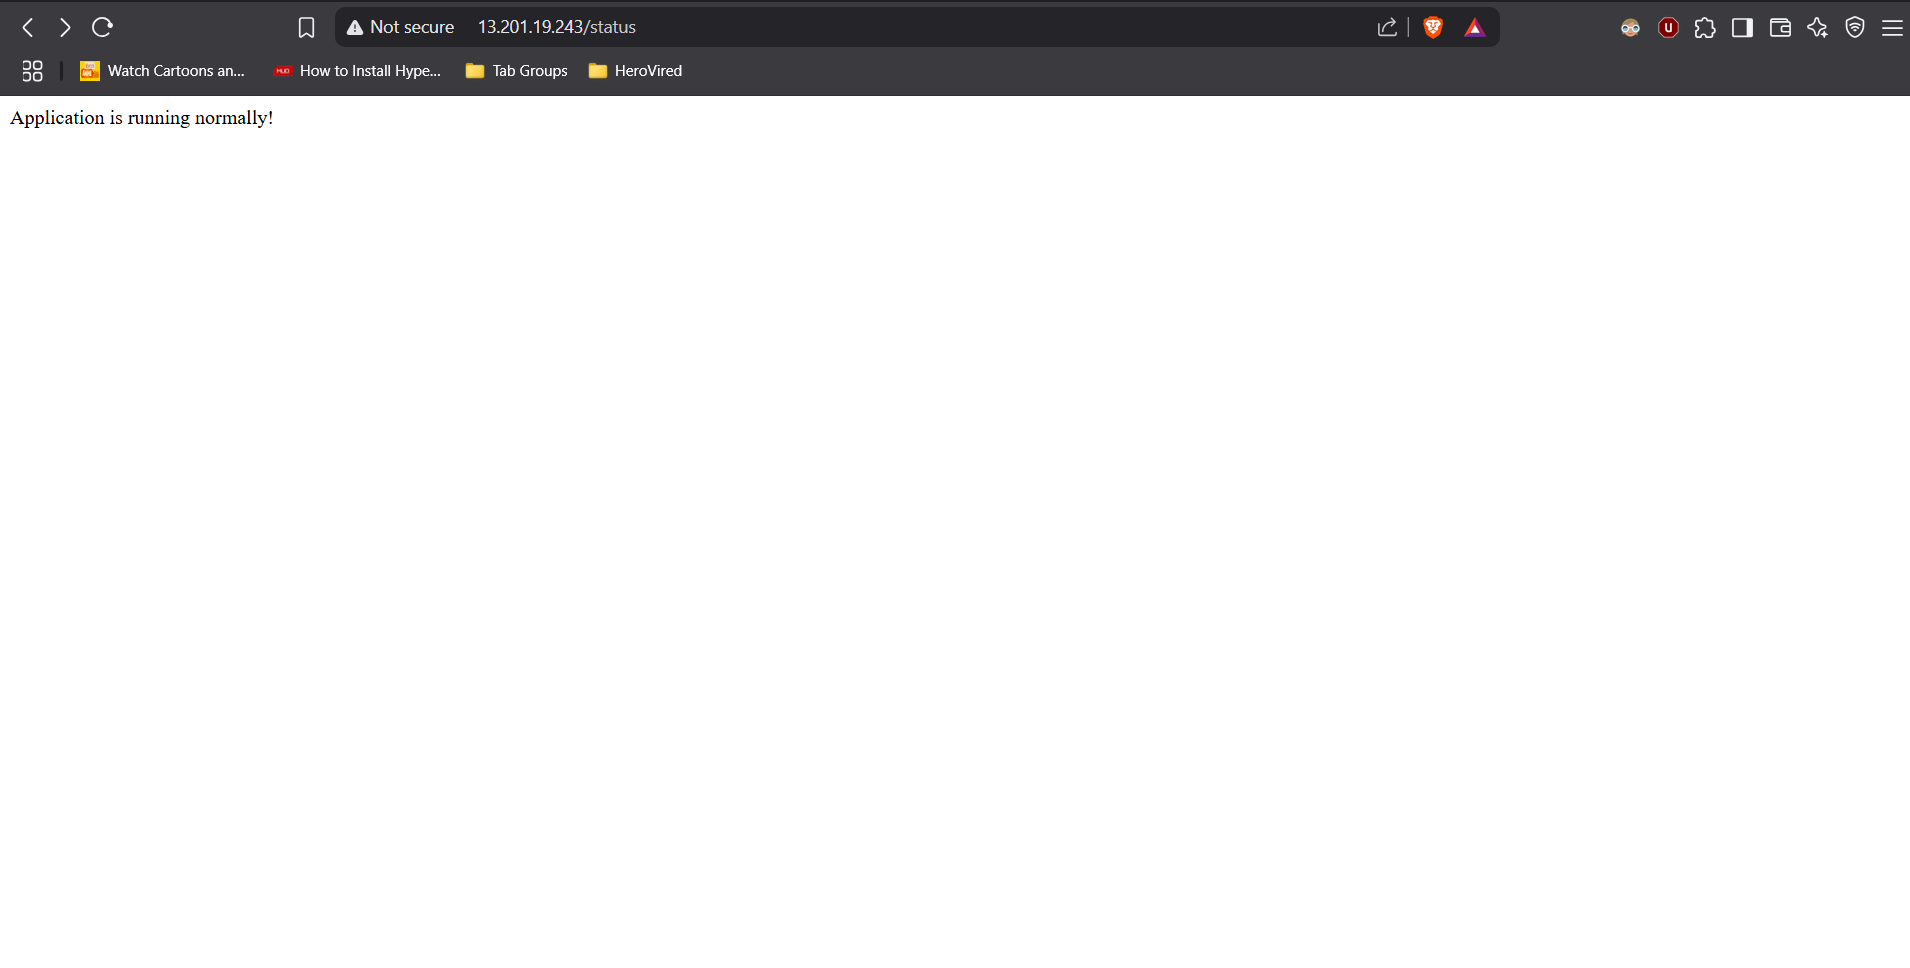 Not secure 13.201.19.243/status
Watch Cartoons an... How to Install Hype... Tab Groups HeroVired
Application is running normally!